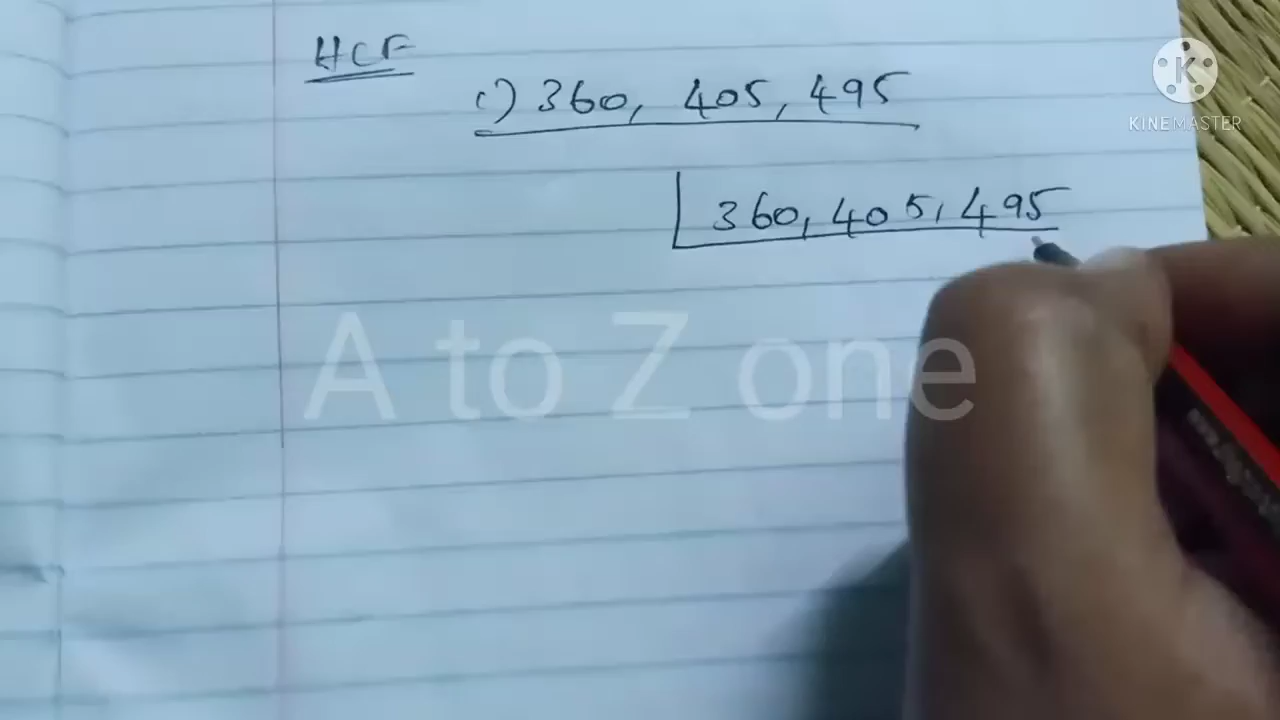 HCF
i) 360, 405, 495
360, 405, 495
KINEMASTER
A to Z one